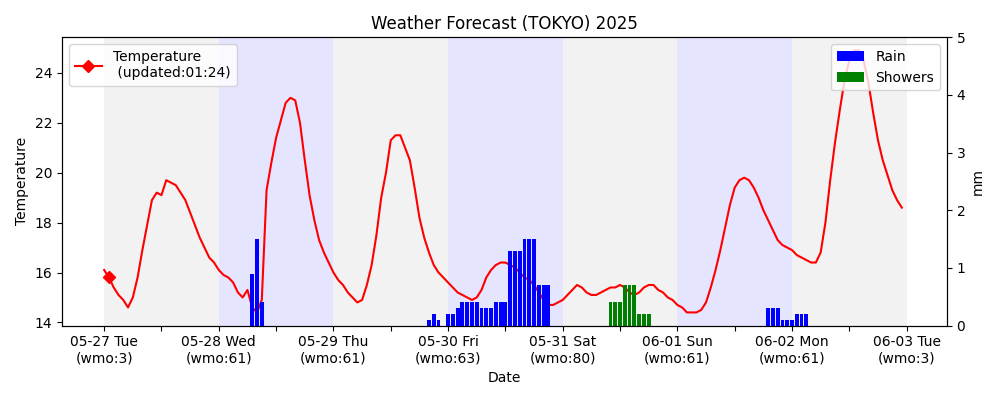 Weather Forecast (TOKYO) 2025
Temperature
(updated:01:24)
Rain
Showers
Temperature
24
22
20
18
16
14
5
4
3
2
1
0
mm
05-27 Tue
(wmo:3)
05-28 Wed
(wmo:61)
05-29 Thu
(wmo:61)
05-30 Fri
(wmo:63)
05-31 Sat
(wmo:80)
06-01 Sun
(wmo:61)
06-02 Mon
(wmo:61)
06-03 Tue
(wmo:3)
Date